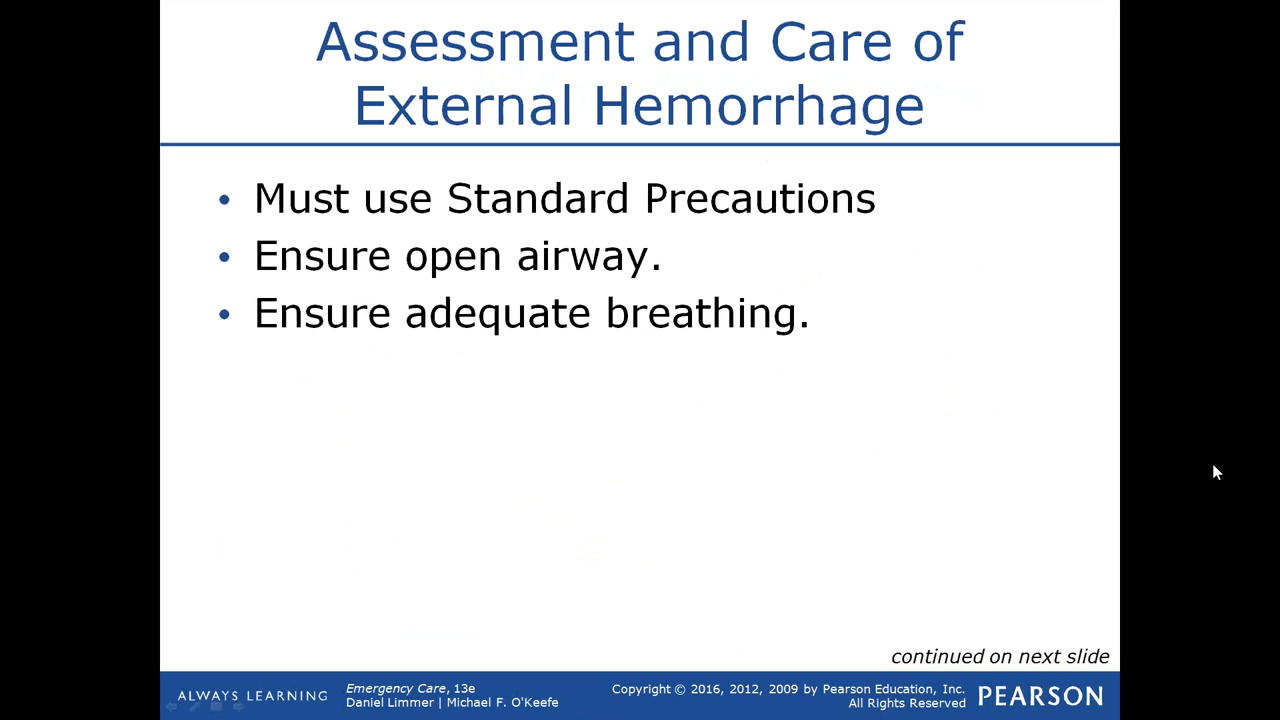 Assessment and Care of
External Hemorrhage
• Must use Standard Precautions
• Ensure open airway.
• Ensure adequate breathing.
continued on next slide
ALWAYS LEARNING
Emergency Care, 13e
Daniel Limmer | Michael F. O'Keefe
Copyright © 2016, 2012, 2009 by Pearson Education, Inc.
All Rights Reserved
PEARSON